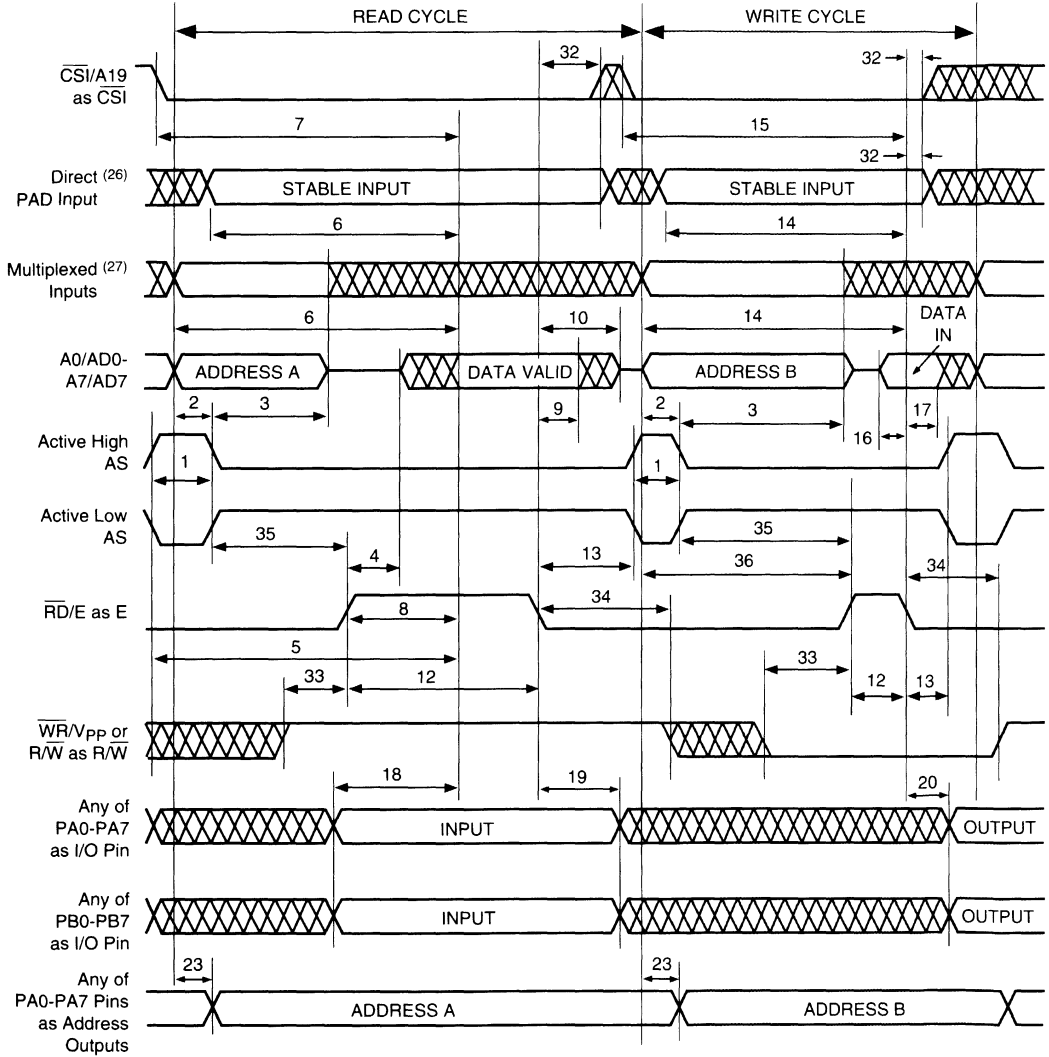 READ CYCLE WRITE CYCLE
32 32
C̅S̅I̅/A19
as C̅S̅I̅
7 15
32
Direct (26)
PAD Input
STABLE INPUT STABLE INPUT
6 14
Multiplexed (27)
Inputs
6 10 14 DATA
IN
A0/AD0-
A7/AD7
ADDRESS A DATA VALID ADDRESS B
2 3 9 2 3 16 17
Active High
AS
1 1
Active Low
AS
35 4 13 35
36 34
R̅D̅/E as E
8 34
5 33
33 12 12 13
W̅R̅/VPP or
R/W̅ as R/W̅
18 19 20
Any of
PA0-PA7
as I/O Pin
INPUT OUTPUT
Any of
PB0-PB7
as I/O Pin
INPUT OUTPUT
23 23
Any of
PA0-PA7 Pins
as Address
Outputs
ADDRESS A ADDRESS B